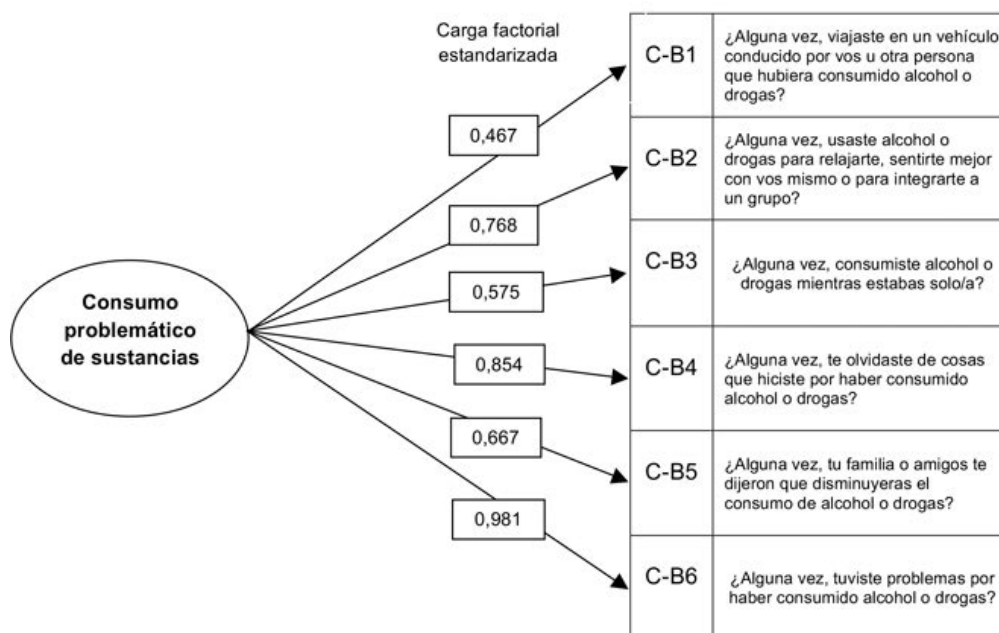 Carga factorial
estandarizada
Consumo
problemático
de sustancias
0,467
0,768
0,575
0,854
0,667
0,981
C-B1
¿Alguna vez, viajaste en un vehículo
conducido por vos u otra persona
que hubiera consumido alcohol o
drogas?
C-B2
¿Alguna vez, usaste alcohol o
drogas para relajarte, sentirte mejor
con vos mismo o para integrarte a
un grupo?
C-B3
¿Alguna vez, consumiste alcohol o
drogas mientras estabas solo/a?
C-B4
¿Alguna vez, te olvidaste de cosas
que hiciste por haber consumido
alcohol o drogas?
C-B5
¿Alguna vez, tu familia o amigos te
dijeron que disminuyeras el
consumo de alcohol o drogas?
C-B6
¿Alguna vez, tuviste problemas por
haber consumido alcohol o drogas?